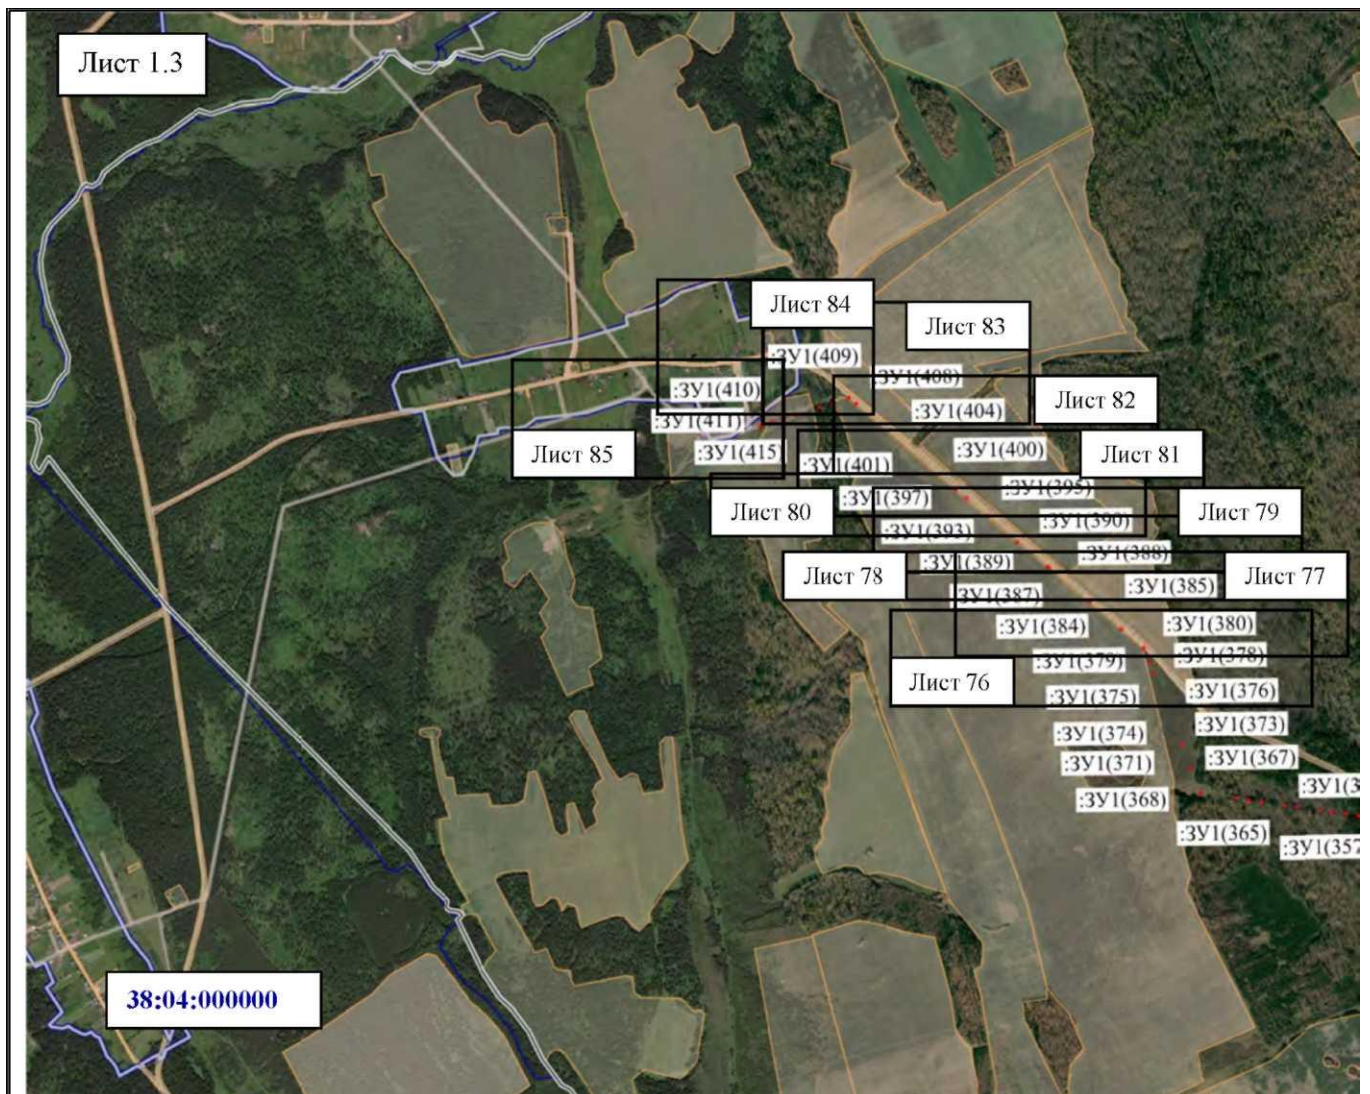 Лист 1.3
Лист 84
Лист 83
:ЗУ1(409)
:ЗУ1(408)
:ЗУ1(410)
Лист 82
:ЗУ1(404)
:ЗУ1(411)
:ЗУ1(400)
:ЗУ1(415)
Лист 85
Лист 81
:ЗУ1(401)
:ЗУ1(395)
:ЗУ1(397)
Лист 80
Лист 79
:ЗУ1(390)
:ЗУ1(393)
:ЗУ1(388)
:ЗУ1(389)
Лист 78
Лист 77
:ЗУ1(385)
:ЗУ1(387)
:ЗУ1(380)
:ЗУ1(384)
:ЗУ1(378)
:ЗУ1(379)
Лист 76
:ЗУ1(376)
:ЗУ1(375)
:ЗУ1(373)
:ЗУ1(374)
:ЗУ1(367)
:ЗУ1(371)
:ЗУ1(3
:ЗУ1(368)
:ЗУ1(365)
:ЗУ1(357
38:04:000000